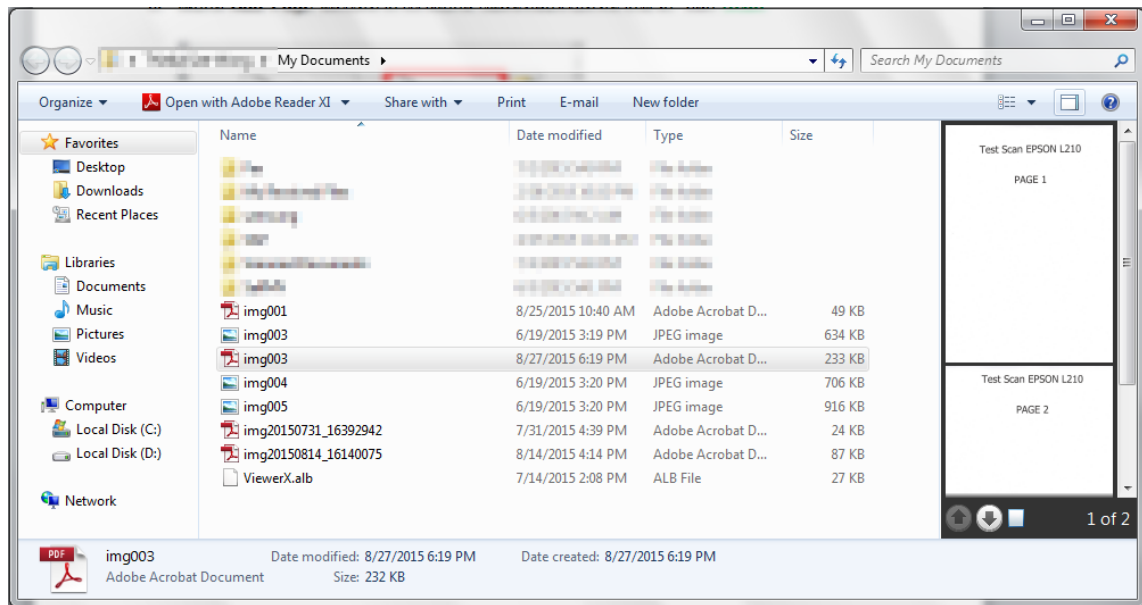 My Documents
Search My Documents
Organize Open with Adobe Reader XI Share with Print E-mail New folder
Favorites
Desktop
Downloads
Recent Places
Libraries
Documents
Music
Pictures
Videos
Computer
Local Disk (C:)
Local Disk (D:)
Network
Name Date modified Type Size
img001 8/25/2015 10:40 AM Adobe Acrobat D... 49 KB
img003 6/19/2015 3:19 PM JPEG image 634 KB
img003 8/27/2015 6:19 PM Adobe Acrobat D... 233 KB
img004 6/19/2015 3:20 PM JPEG image 706 KB
img005 6/19/2015 3:20 PM JPEG image 916 KB
img20150731_16392942 7/31/2015 4:39 PM Adobe Acrobat D... 24 KB
img20150814_16140075 8/14/2015 4:14 PM Adobe Acrobat D... 87 KB
ViewerX.alb 7/14/2015 2:08 PM ALB File 27 KB
Test Scan EPSON L210
PAGE 1
Test Scan EPSON L210
PAGE 2
1 of 2
PDF
img003 Date modified: 8/27/2015 6:19 PM Date created: 8/27/2015 6:19 PM
Adobe Acrobat Document Size: 232 KB